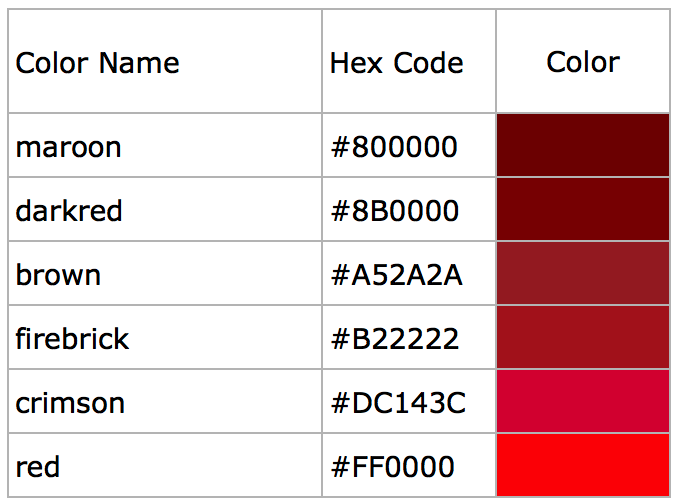 Color Name Hex Code Color
maroon #800000
darkred #8B0000
brown #A52A2A
firebrick #B22222
crimson #DC143C
red #FF0000